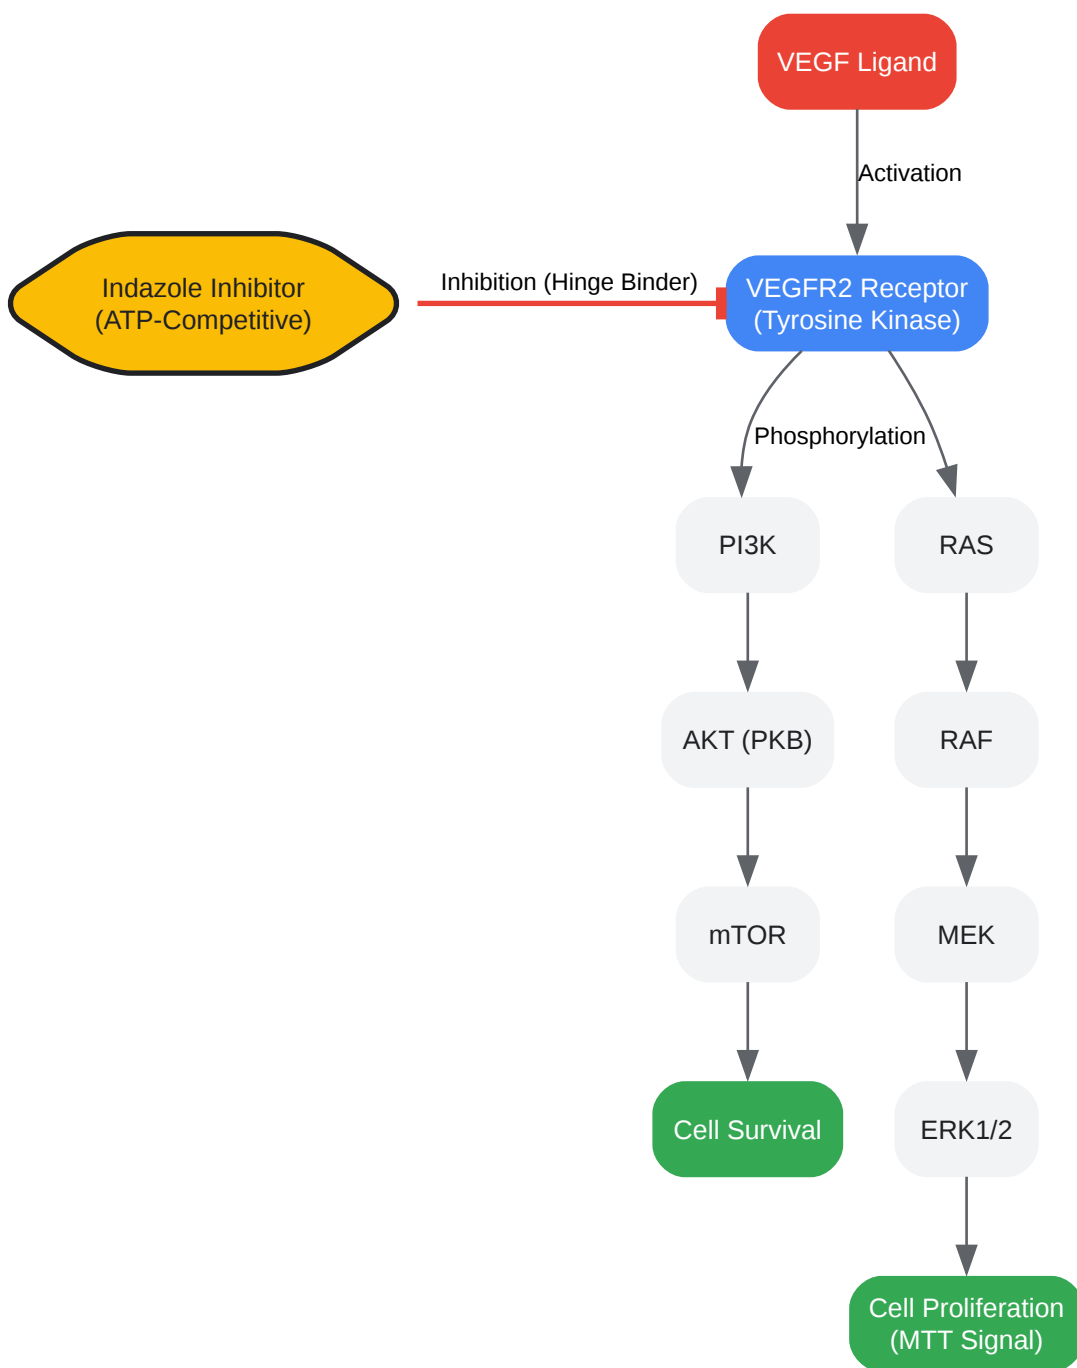 VEGF Ligand
Activation
Indazole Inhibitor
(ATP-Competitive)
Inhibition (Hinge Binder)
VEGFR2 Receptor
(Tyrosine Kinase)
Phosphorylation
PI3K
RAS
AKT (PKB)
RAF
mTOR
MEK
Cell Survival
ERK1/2
Cell Proliferation
(MTT Signal)